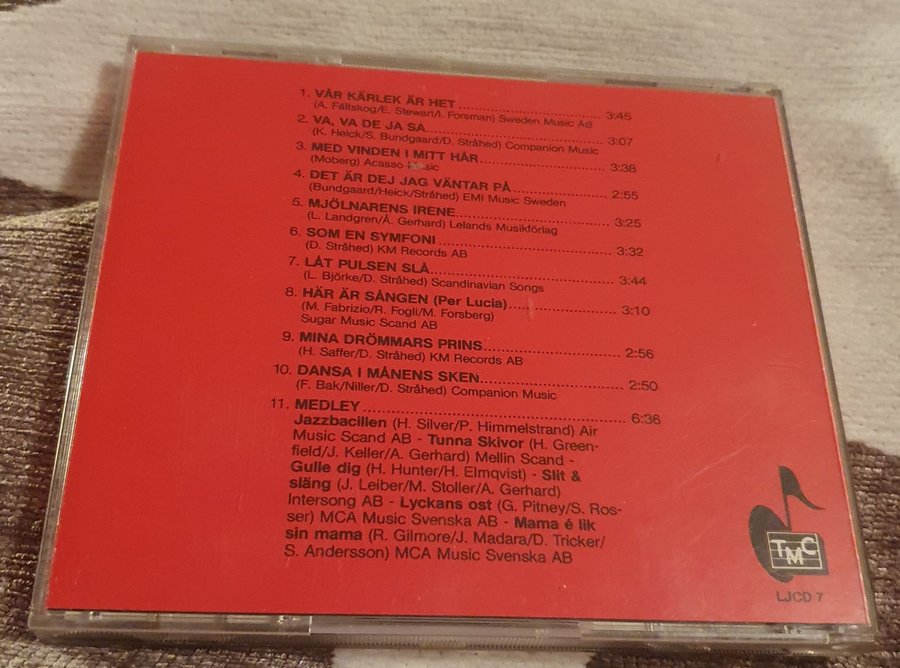 1. VÅR KÄRLEK ÄR HET........................ 3:45
(A. Fältskog/E. Stewart/I. Forsman) Sweden Music AB
2. VA, VA DE JA SA........................ 3:07
(K. Heick/S. Bundgaard/D. Stråhed) Companion Music
3. MED VINDEN I MITT HÅR........................ 3:38
(Moberg) Acasso Music
4. DET ÄR DEJ JAG VÄNTAR PÅ........................ 2:55
(Bundgaard/Heick/Stråhed) EMI Music Sweden
5. MJÖLNARENS IRENE........................ 3:25
(L. Landgren/Å. Gerhard) Lelands Musikförlag
6. SOM EN SYMFONI........................ 3:32
(D. Stråhed) KM Records AB
7. LÅT PULSEN SLÅ........................ 3:44
(L. Björke/D. Stråhed) Scandinavian Songs
8. HÄR ÄR SÅNGEN (Per Lucia)........................ 3:10
(M. Fabrizio/R. Fogli/M. Forsberg)
Sugar Music Scand AB
9. MINA DRÖMMARS PRINS........................ 2:56
(H. Saffer/D. Stråhed) KM Records AB
10. DANSA I MÅNENS SKEN........................ 2:50
(F. Bak/Niller/D. Stråhed) Companion Music
11. MEDLEY........................ 6:36
Jazzbacillen (H. Silver/P. Himmelstrand) Air
Music Scand AB - Tunna Skivor (H. Green-
field/J. Keller/A. Gerhard) Mellin Scand -
Gulle dig (H. Hunter/H. Elmqvist) - Slit &
släng (J. Leiber/M. Stoller/A. Gerhard)
Intersong AB - Lyckans ost (G. Pitney/S. Ros-
ser) MCA Music Svenska AB - Mama é lik
sin mama (R. Gilmore/J. Madara/D. Tricker/
S. Andersson) MCA Music Svenska AB
TMC
LJCD 7